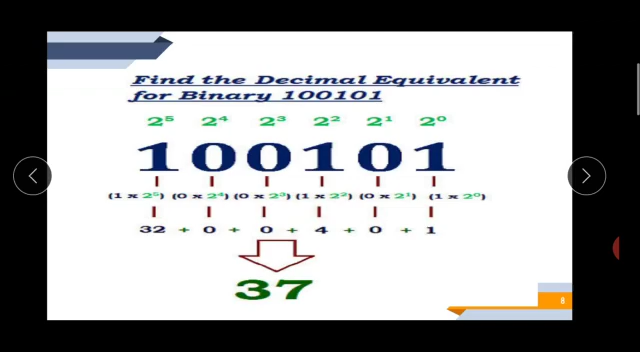 Find the Decimal Equivalent
for Binary 100101
2⁵ 2⁴ 2³ 2² 2¹ 2⁰
100101
(1 x 2⁵) (0 x 2⁴) (0 x 2³) (1 x 2²) (0 x 2¹) (1 x 2⁰)
32 + 0 + 0 + 4 + 0 + 1
37
8